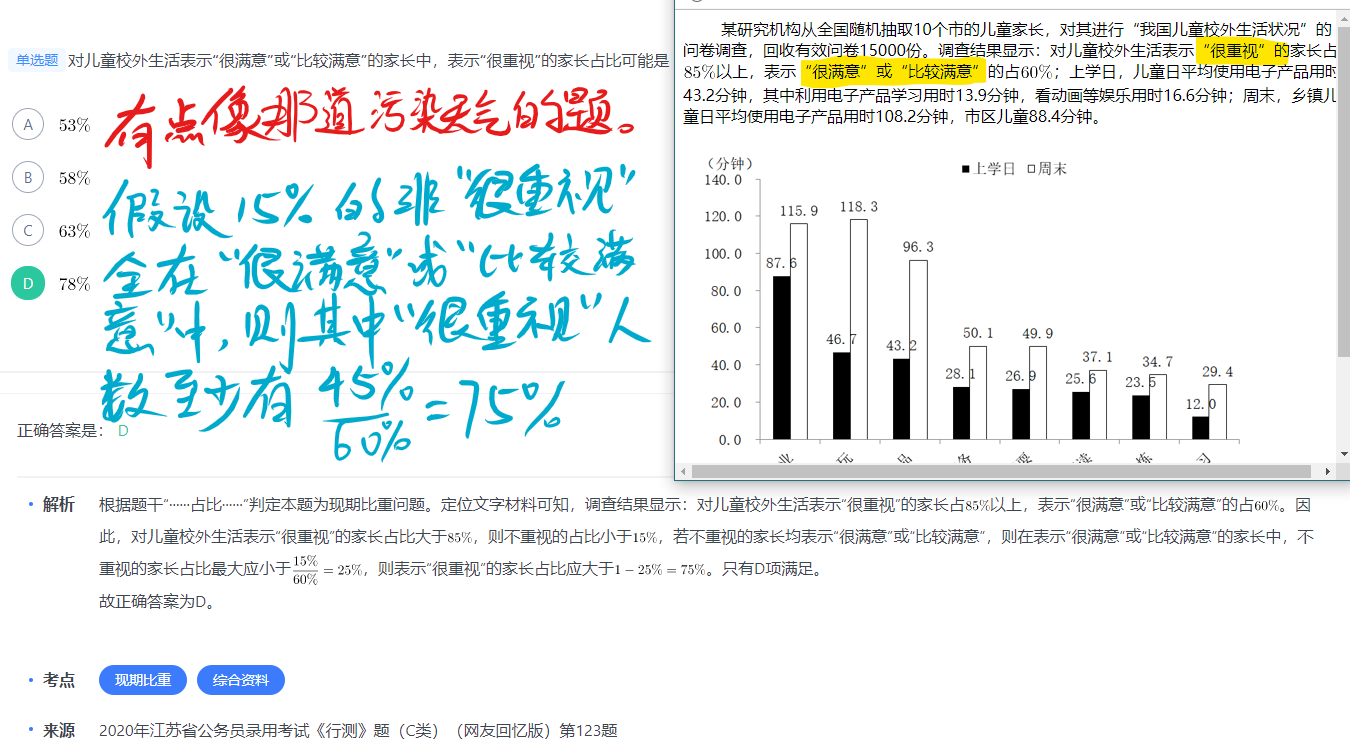 某研究机构从全国随机抽取10个市的儿童家长，对其进行“我国儿童校外生活状况”的
问卷调查，回收有效问卷15000份。调查结果显示：对儿童校外生活表示“很重视”的家长占
85%以上，表示“很满意”或“比较满意”的占60%；上学日，儿童日平均使用电子产品用时
43.2分钟，其中利用电子产品学习用时13.9分钟，看动画等娱乐用时16.6分钟；周末，乡镇儿
童日平均使用电子产品用时108.2分钟，市区儿童88.4分钟。
单选题 对儿童校外生活表示“很满意”或“比较满意”的家长中，表示“很重视”的家长占比可能是
A 53%
B 58%
C 63%
D 78%
有点像那道污染天气的题。
假设15%的非“很重视”
全在“很满意”或“比较满
意”中，则其中“很重视”人
数至少有 45%/60%=75%
（分钟）
上学日 周末
140.0
120.0
100.0
80.0
60.0
40.0
20.0
0.0
87.6 115.9
46.7 118.3
43.2 96.3
28.1 50.1
26.9 49.9
25.6 37.1
23.5 34.7
12.0 29.4
正确答案是： D
解析 根据题干“……占比……”判定本题为现期比重问题。定位文字材料可知，调查结果显示：对儿童校外生活表示“很重视”的家长占85%以上，表示“很满意”或“比较满意”的占60%。因
此，对儿童校外生活表示“很重视”的家长占比大于85%，则不重视的占比小于15%，若不重视的家长均表示“很满意”或“比较满意”，则在表示“很满意”或“比较满意”的家长中，不
重视的家长占比最大应小于15%/60%=25%，则表示“很重视”的家长占比应大于1−25%=75%。只有D项满足。
故正确答案为D。
考点 现期比重 综合资料
来源 2020年江苏省公务员录用考试《行测》题（C类）（网友回忆版）第123题